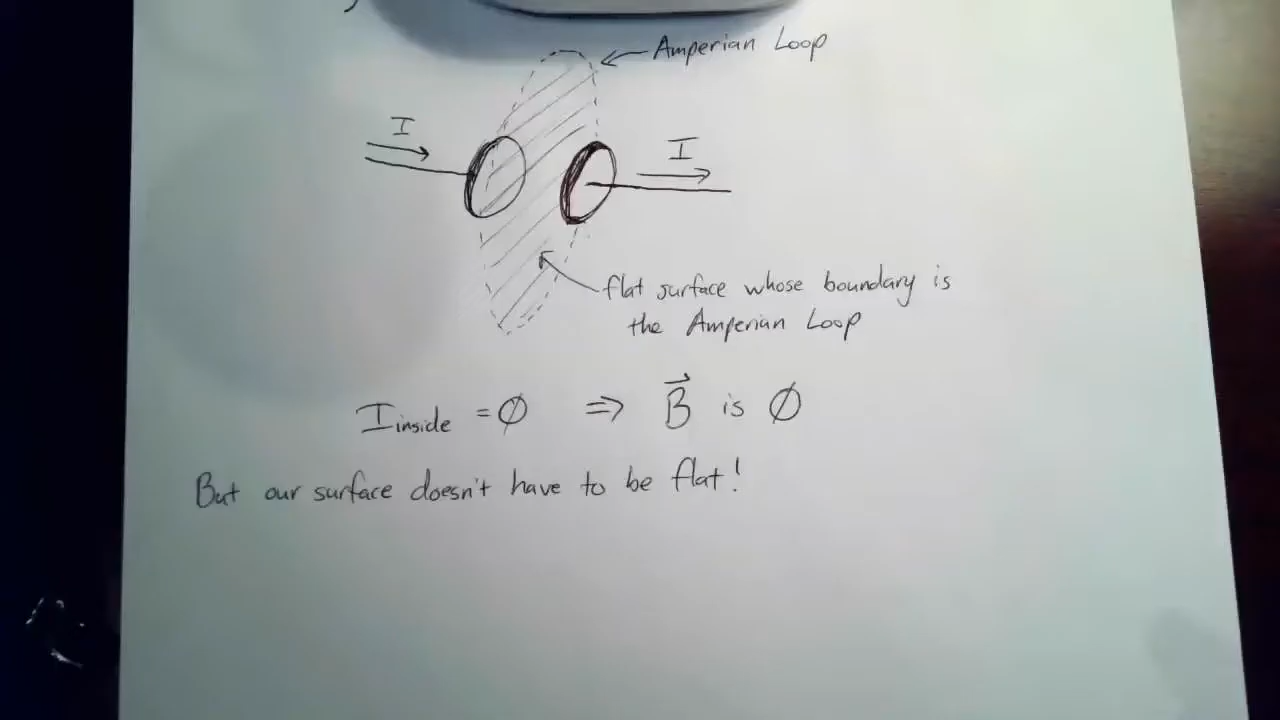 Amperian Loop
I
I
flat surface whose boundary is
the Amperian Loop
I inside = Ø ⇒ B⃗ is Ø
But our surface doesn't have to be flat!